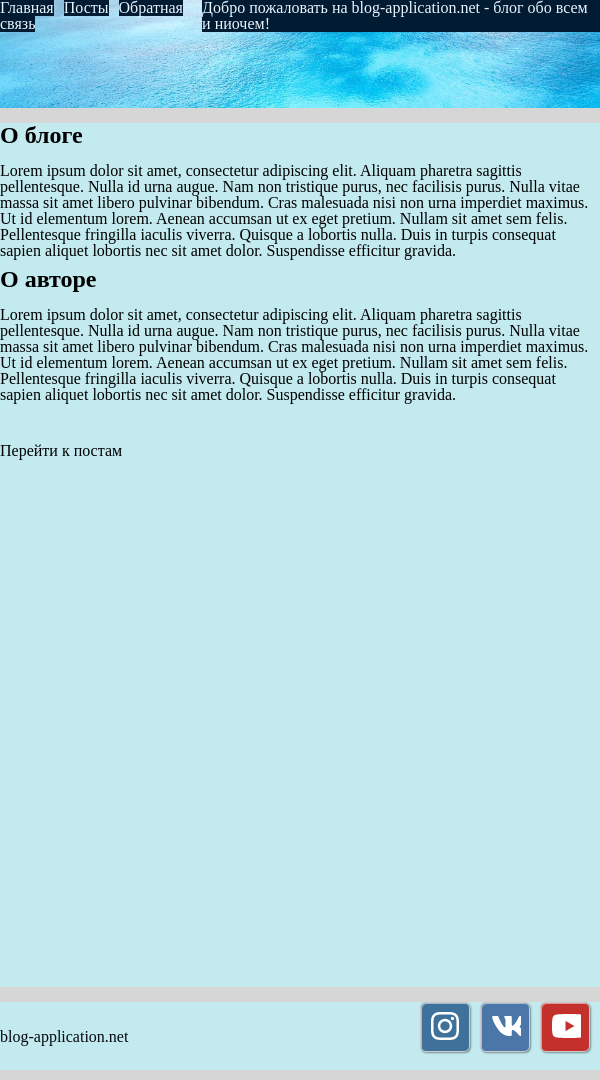 Главная Посты Обратная
связь
Добро пожаловать на blog-application.net - блог обо всем
и ниочем!
О блоге
Lorem ipsum dolor sit amet, consectetur adipiscing elit. Aliquam pharetra sagittis
pellentesque. Nulla id urna augue. Nam non tristique purus, nec facilisis purus. Nulla vitae
massa sit amet libero pulvinar bibendum. Cras malesuada nisi non urna imperdiet maximus.
Ut id elementum lorem. Aenean accumsan ut ex eget pretium. Nullam sit amet sem felis.
Pellentesque fringilla iaculis viverra. Quisque a lobortis nulla. Duis in turpis consequat
sapien aliquet lobortis nec sit amet dolor. Suspendisse efficitur gravida.
О авторе
Lorem ipsum dolor sit amet, consectetur adipiscing elit. Aliquam pharetra sagittis
pellentesque. Nulla id urna augue. Nam non tristique purus, nec facilisis purus. Nulla vitae
massa sit amet libero pulvinar bibendum. Cras malesuada nisi non urna imperdiet maximus.
Ut id elementum lorem. Aenean accumsan ut ex eget pretium. Nullam sit amet sem felis.
Pellentesque fringilla iaculis viverra. Quisque a lobortis nulla. Duis in turpis consequat
sapien aliquet lobortis nec sit amet dolor. Suspendisse efficitur gravida.
Перейти к постам
blog-application.net